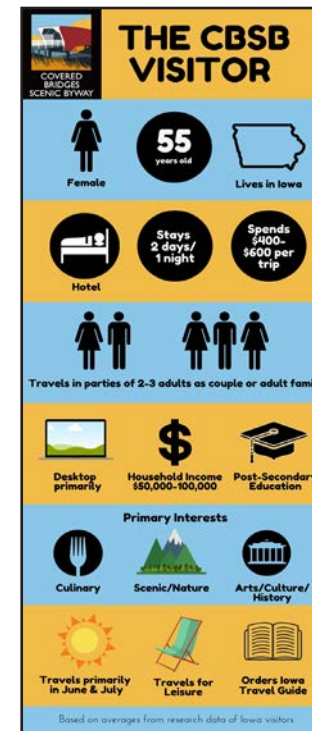 THE CBSB
VISITOR
COVERED
BRIDGES
SCENIC BYWAY
55
years old
Female
Lives in Iowa
Stays
2 days/
1 night
Spends
$400-
$600 per
trip
Hotel
Travels in parties of 2-3 adults as couple or adult fami
Desktop
primarily
Household Income
$50,000-100,000
Post-Secondary
Education
Primary Interests
Culinary
Scenic/Nature
Arts/Culture/
History
Travels primarily
in June & July
Travels for
Leisure
Orders Iowa
Travel Guide
Based on averages from research data of Iowa visitors